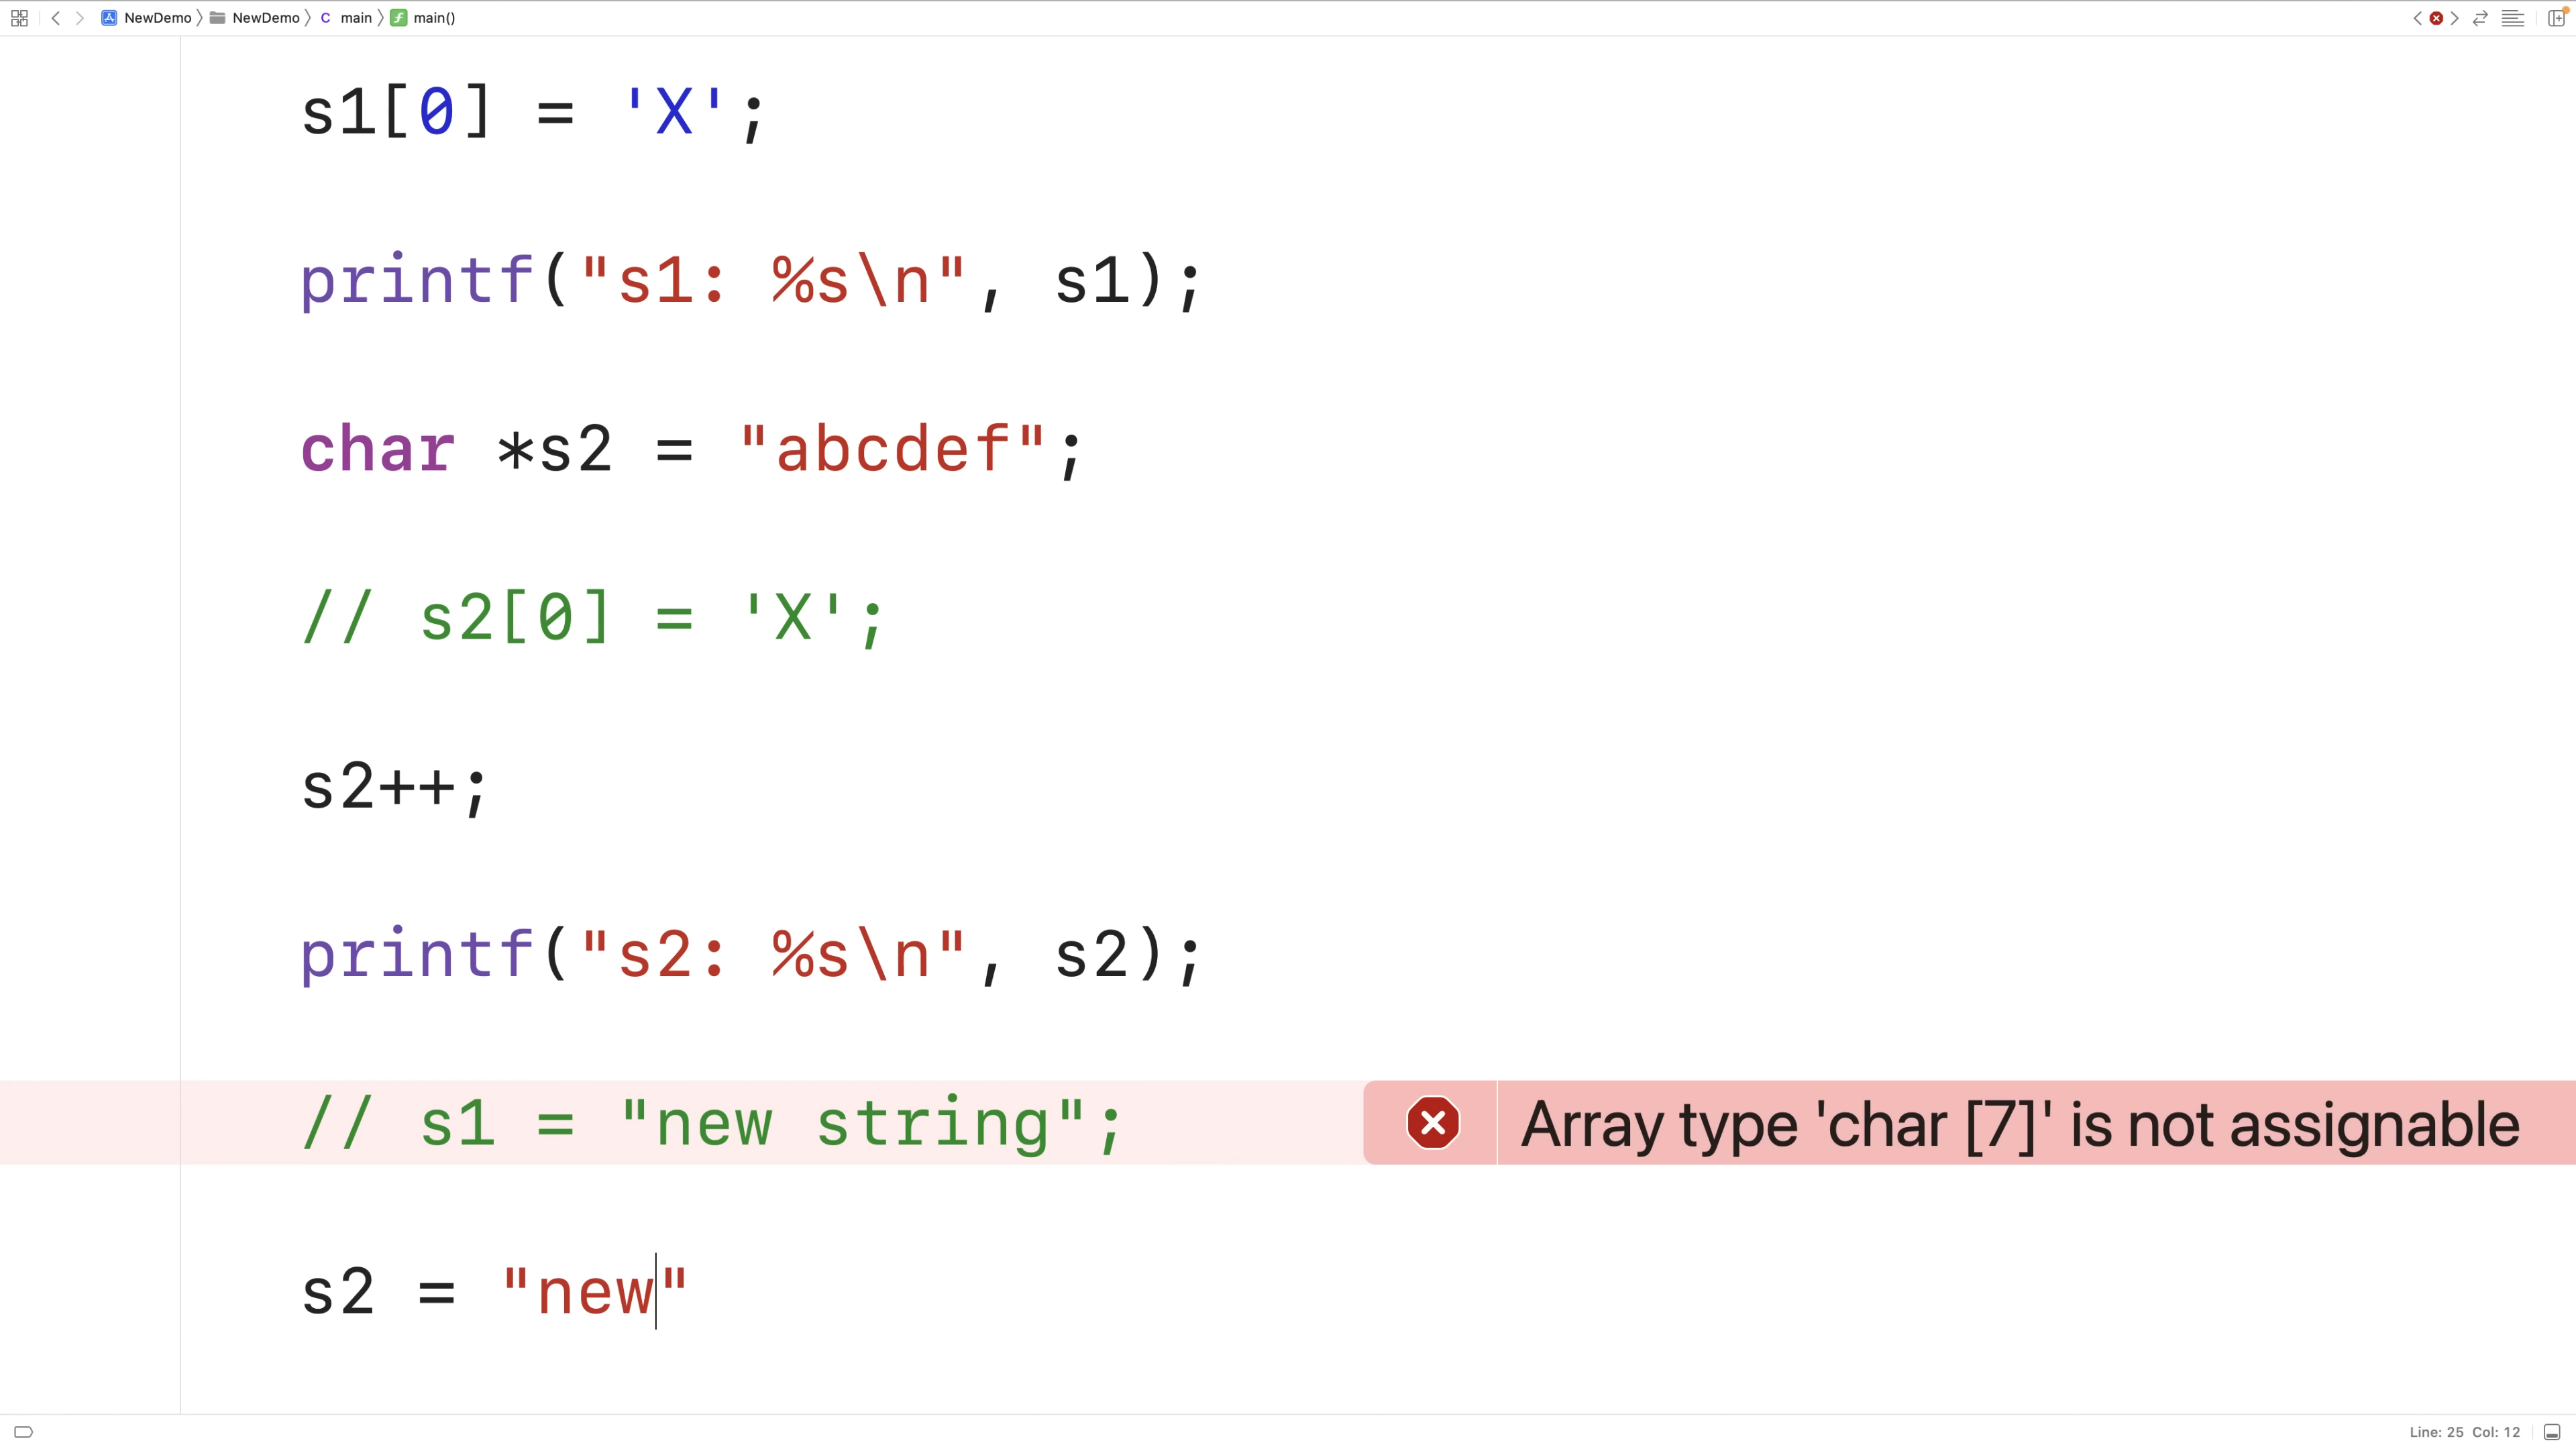 NewDemo NewDemo C main f main()
s1[0] = 'X';
printf("s1: %s\n", s1);
char *s2 = "abcdef";
// s2[0] = 'X';
s2++;
printf("s2: %s\n", s2);
// s1 = "new string"; Array type 'char [7]' is not assignable
s2 = "new"
Line: 25 Col: 12